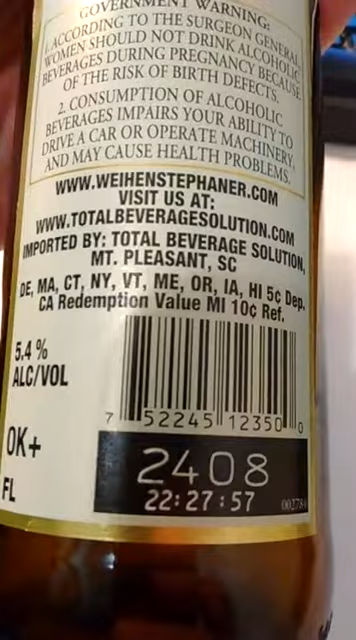 GOVERNMENT WARNING:
1. ACCORDING TO THE SURGEON GENERAL,
WOMEN SHOULD NOT DRINK ALCOHOLIC
BEVERAGES DURING PREGNANCY BECAUSE
OF THE RISK OF BIRTH DEFECTS.
2. CONSUMPTION OF ALCOHOLIC
BEVERAGES IMPAIRS YOUR ABILITY TO
DRIVE A CAR OR OPERATE MACHINERY,
AND MAY CAUSE HEALTH PROBLEMS.
WWW.WEIHENSTEPHANER.COM
VISIT US AT:
WWW.TOTALBEVERAGESOLUTION.COM
IMPORTED BY: TOTAL BEVERAGE SOLUTION,
MT. PLEASANT, SC
DE, MA, CT, NY, VT, ME, OR, IA, HI 5¢ Dep.
CA Redemption Value MI 10¢ Ref.
5.4 %
ALC/VOL
7 52245 12350 0
OK+
FL
2408
22:27:57